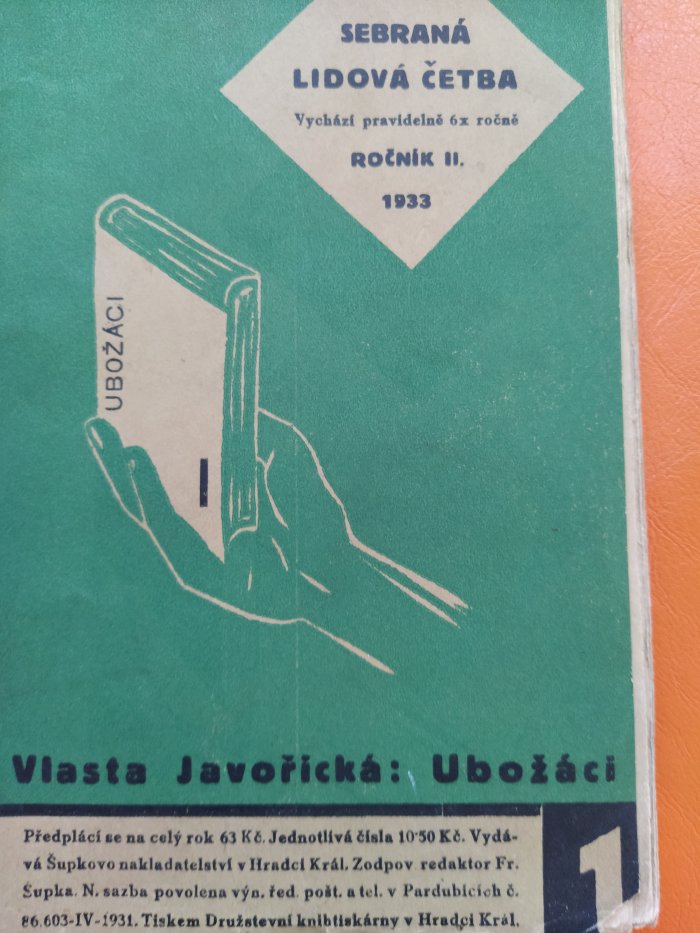 SEBRANÁ
LIDOVÁ ČETBA
Vychází pravidelně 6x ročně
ROČNÍK II.
1933
UBOŽÁCI
I
Vlasta Javořická: Ubožáci
Předplácí se na celý rok 63 Kč. Jednotlivá čísla 10·50 Kč. Vydá-
vá Šupkovo nakladatelství v Hradci Král. Zodpov redaktor Fr.
Šupka. N. sazba povolena výn. řed. pošt. a tel. v Pardubicích č.
86.603-IV-1931. Tiskem Družstevní knihtiskárny v Hradci Král.
1